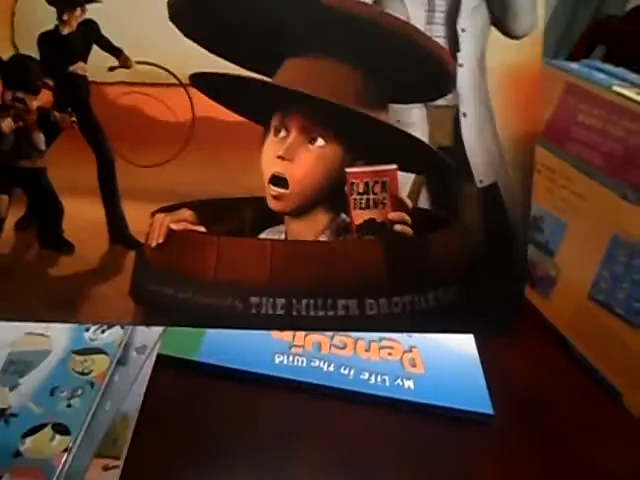 BLACK
BEANS
THE MILLER BROTHERS
Penguin
My Life in the Wild